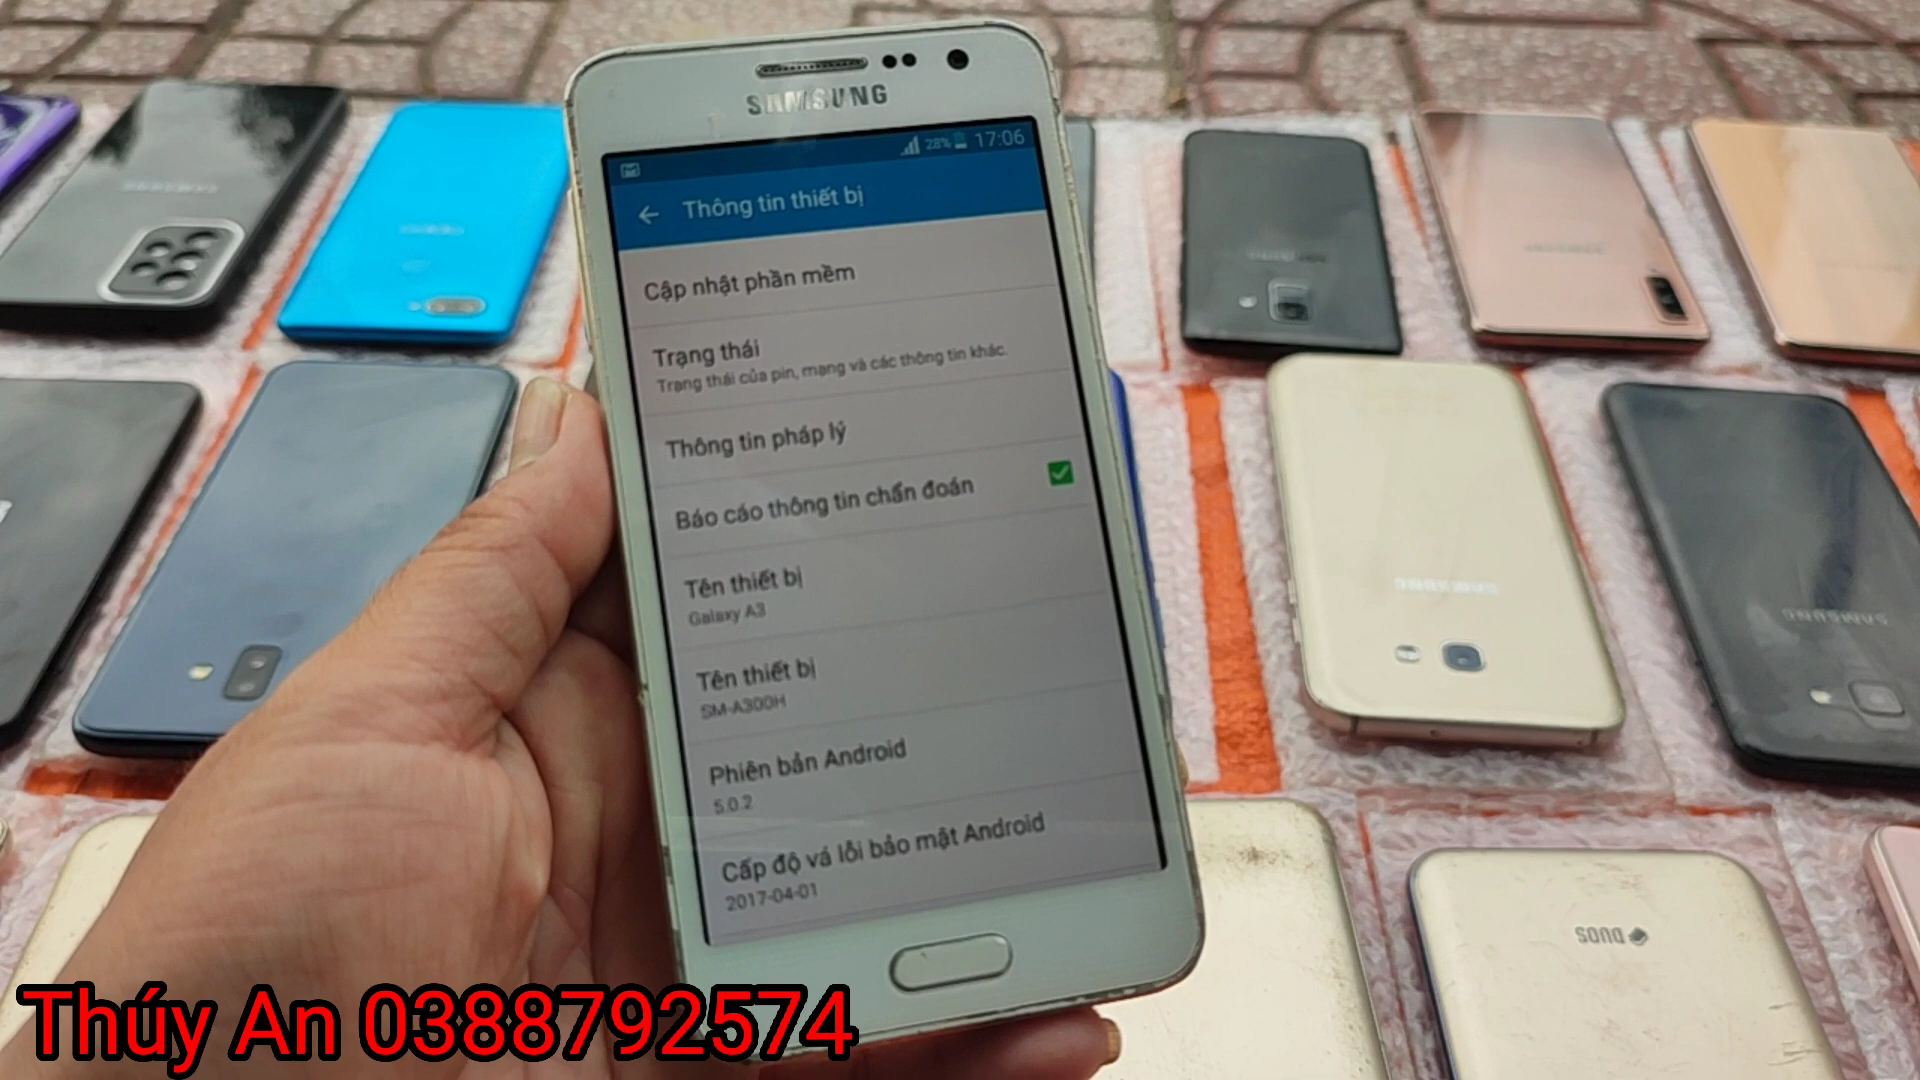 SAMSUNG
28% 17:06
Thông tin thiết bị
Cập nhật phần mềm
Trạng thái
Trạng thái của pin, mạng và các thông tin khác.
Thông tin pháp lý
Báo cáo thông tin chẩn đoán
Tên thiết bị
Galaxy A3
Tên thiết bị
SM-A300H
Phiên bản Android
5.0.2
Cấp độ vá lỗi bảo mật Android
2017-04-01
SAMSUNG
SAMSUNG
DUOS
Thúy An 0388792574